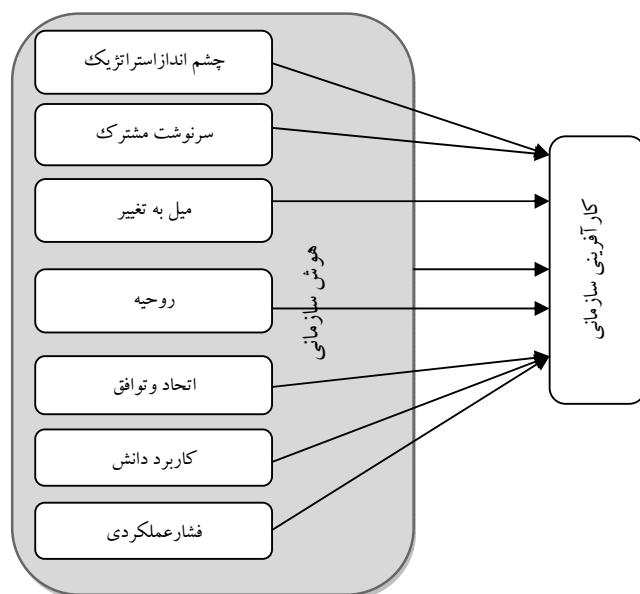 چشم اندازاستراتژیک
سرنوشت مشترک
میل به تغییر
روحیه
اتحاد وتوافق
کاربرد دانش
فشارعملکردی
هوش سازمانی
کارآفرینی سازمانی